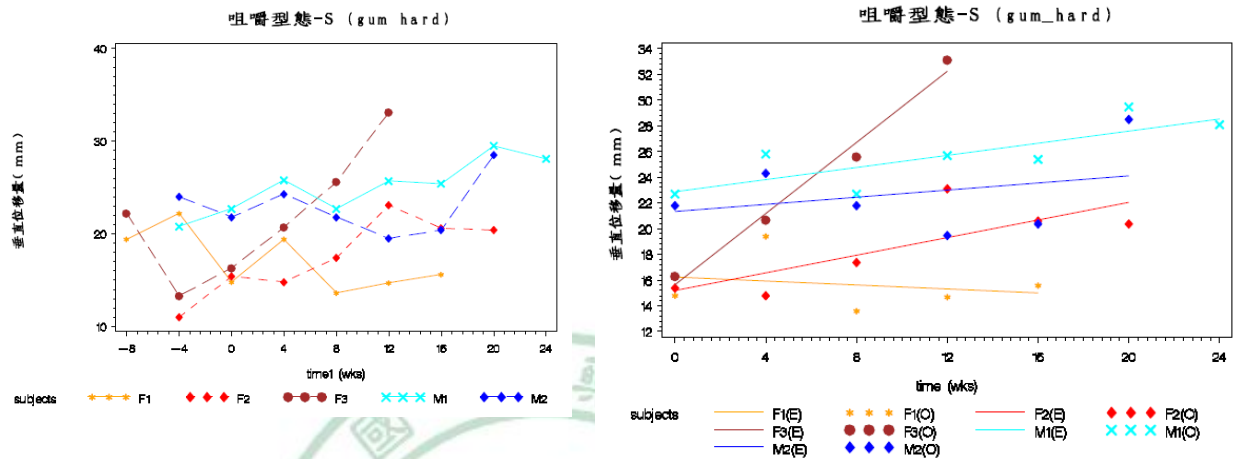 咀嚼型態-S (gum hard)
垂直位移量(mm)
40
30
20
10
-8 -4 0 4 8 12 16 20 24
time1 (wks)
subjects F1 F2 F3 M1 M2
咀嚼型態-S (gum_hard)
垂直位移量(mm)
34
32
30
28
26
24
22
20
18
16
14
12
0 4 8 12 16 20 24
time (wks)
subjects F1(E) F1(O) F2(E) F2(O)
F3(E) F3(O) M1(E) M1(O)
M2(E) M2(O)